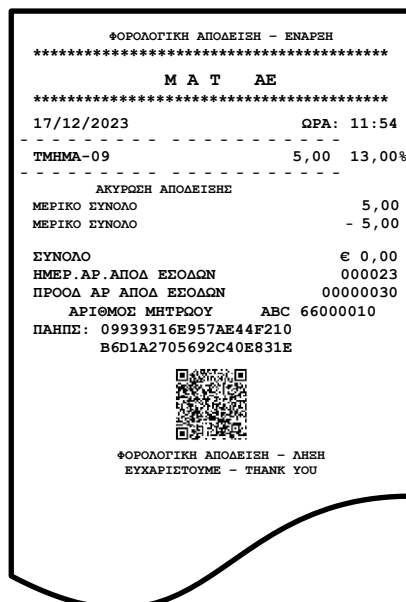 ΦΟΡΟΛΟΓΙΚΗ ΑΠΟΔΕΙΞΗ – ΕΝΑΡΞΗ
******************************************
Μ Α Τ   ΑΕ
******************************************
17/12/2023 ΩΡΑ: 11:54
- - - - - - - - - - - - - - - - - - - -
ΤΜΗΜΑ-09 5,00 13,00%
- - - - - - - - - - - - - - - - - - - -
ΑΚΥΡΩΣΗ ΑΠΟΔΕΙΞΗΣ
ΜΕΡΙΚΟ ΣΥΝΟΛΟ 5,00
ΜΕΡΙΚΟ ΣΥΝΟΛΟ - 5,00
ΣΥΝΟΛΟ € 0,00
ΗΜΕΡ.ΑΡ.ΑΠΟΔ ΕΣΟΔΩΝ 000023
ΠΡΟΟΔ ΑΡ ΑΠΟΔ ΕΣΟΔΩΝ 00000030
ΑΡΙΘΜΟΣ ΜΗΤΡΩΟΥ ABC 66000010
ΠΑΗΠΣ: 09939316E957AE44F210
B6D1A2705692C40E831E
ΦΟΡΟΛΟΓΙΚΗ ΑΠΟΔΕΙΞΗ – ΛΗΞΗ
ΕΥΧΑΡΙΣΤΟΥΜΕ – THANK YOU